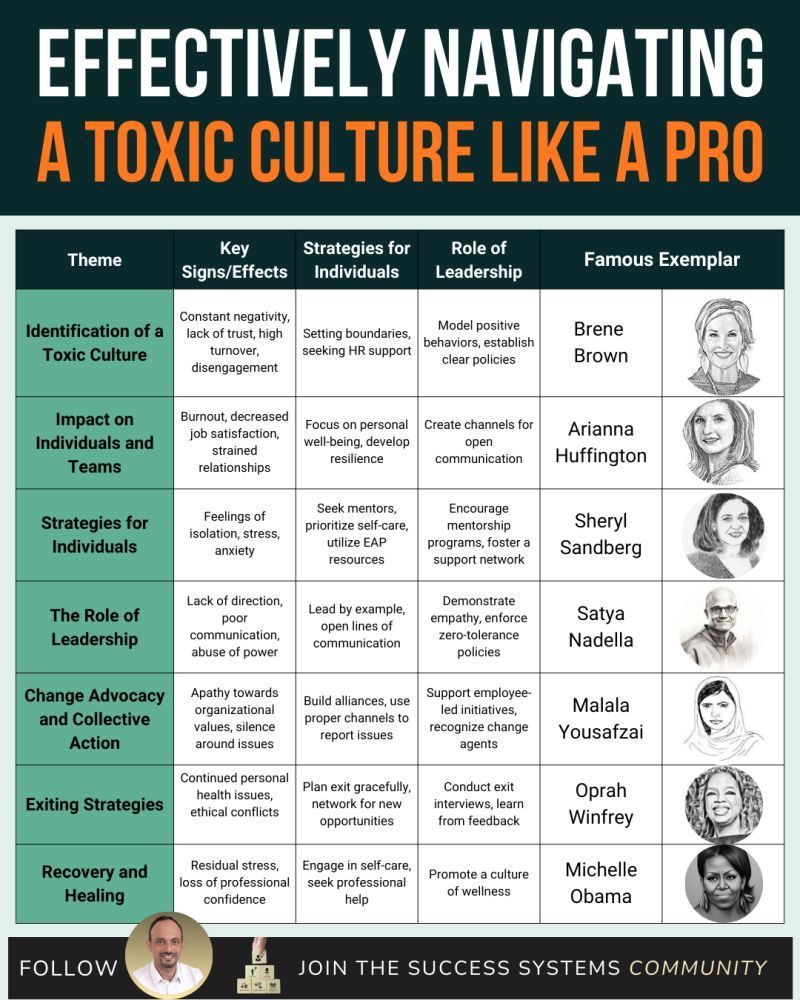 EFFECTIVELY NAVIGATING
A TOXIC CULTURE LIKE A PRO
Theme
Key
Signs/Effects
Strategies for
Individuals
Role of
Leadership
Famous Exemplar
Identification of a
Toxic Culture
Constant negativity,
lack of trust, high
turnover,
disengagement
Setting boundaries,
seeking HR support
Model positive
behaviors, establish
clear policies
Brene
Brown
Impact on
Individuals and
Teams
Burnout, decreased
job satisfaction,
strained
relationships
Focus on personal
well-being, develop
resilience
Create channels for
open
communication
Arianna
Huffington
Strategies for
Individuals
Feelings of
isolation, stress,
anxiety
Seek mentors,
prioritize self-care,
utilize EAP
resources
Encourage
mentorship
programs, foster a
support network
Sheryl
Sandberg
The Role of
Leadership
Lack of direction,
poor
communication,
abuse of power
Lead by example,
open lines of
communication
Demonstrate
empathy, enforce
zero-tolerance
policies
Satya
Nadella
Change Advocacy
and Collective
Action
Apathy towards
organizational
values, silence
around issues
Build alliances, use
proper channels to
report issues
Support employee-
led initiatives,
recognize change
agents
Malala
Yousafzai
Exiting Strategies
Continued personal
health issues,
ethical conflicts
Plan exit gracefully,
network for new
opportunities
Conduct exit
interviews, learn
from feedback
Oprah
Winfrey
Recovery and
Healing
Residual stress,
loss of professional
confidence
Engage in self-care,
seek professional
help
Promote a culture
of wellness
Michelle
Obama
FOLLOW
JOIN THE SUCCESS SYSTEMS COMMUNITY